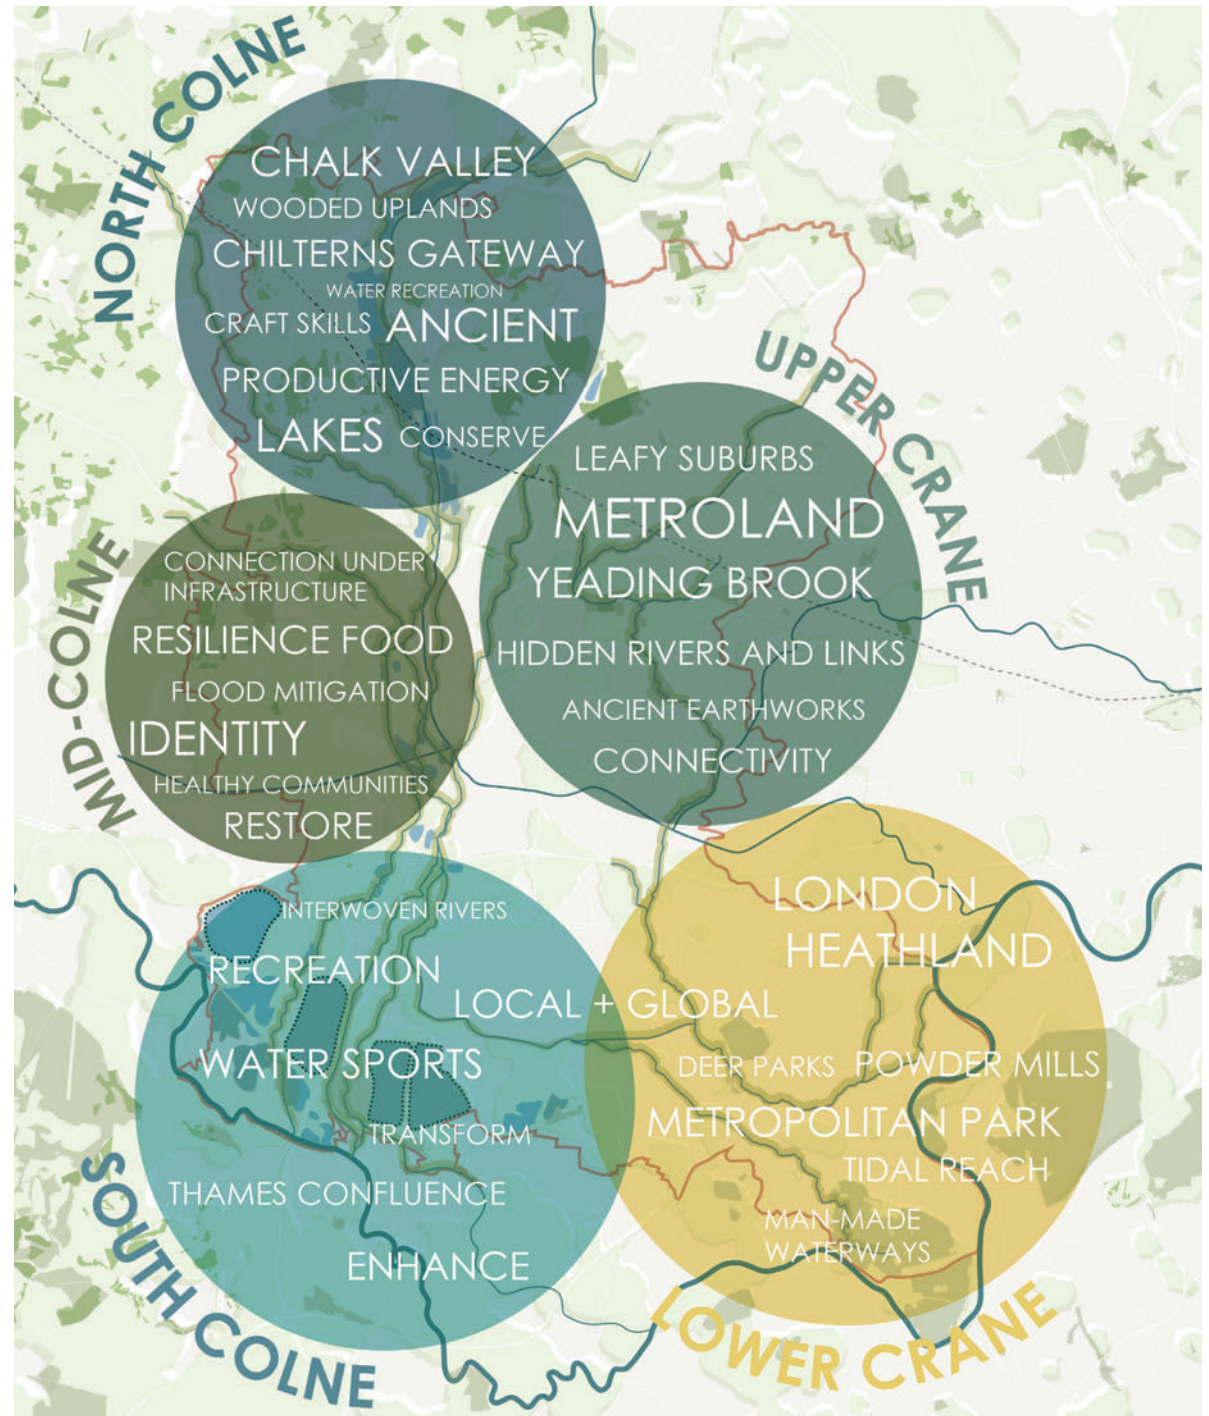 NORTH COLNE
CHALK VALLEY
WOODED UPLANDS
CHILTERNS GATEWAY
WATER RECREATION
CRAFT SKILLS ANCIENT
PRODUCTIVE ENERGY
LAKES CONSERVE
UPPER CRANE
LEAFY SUBURBS
METROLAND
YEADING BROOK
HIDDEN RIVERS AND LINKS
ANCIENT EARTHWORKS
CONNECTIVITY
MID-COLNE
CONNECTION UNDER
INFRASTRUCTURE
RESILIENCE FOOD
FLOOD MITIGATION
IDENTITY
HEALTHY COMMUNITIES
RESTORE
INTERWOVEN RIVERS
RECREATION
LOCAL + GLOBAL
WATER SPORTS
TRANSFORM
THAMES CONFLUENCE
ENHANCE
SOUTH COLNE
LONDON
HEATHLAND
DEER PARKS POWDER MILLS
METROPOLITAN PARK
TIDAL REACH
MAN-MADE
WATERWAYS
LOWER CRANE